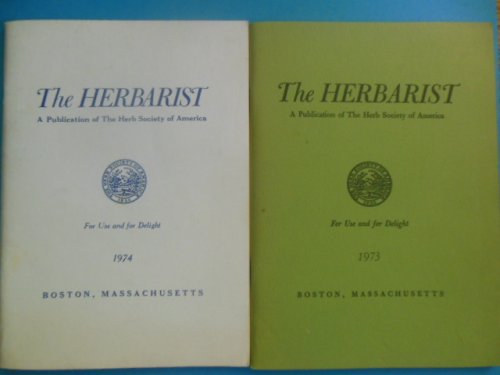 The HERBARIST
A Publication of The Herb Society of America
For Use and for Delight
1974
BOSTON, MASSACHUSETTS
The HERBARIST
A Publication of The Herb Society of America
For Use and for Delight
1973
BOSTON, MASSACHUSETTS